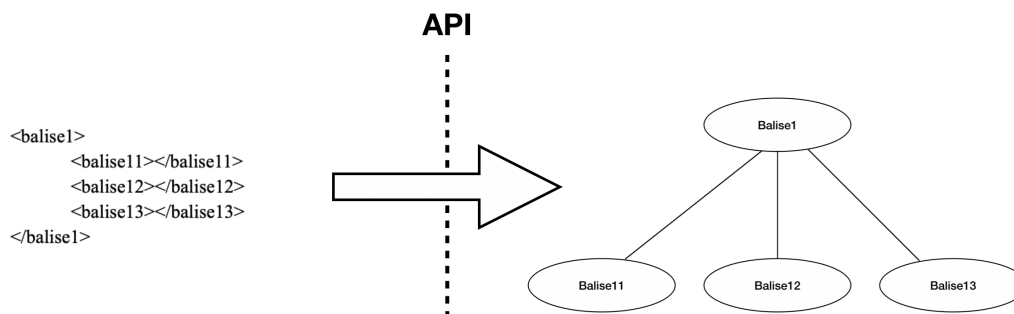 API
<balise1>
<balise11></balise11>
<balise12></balise12>
<balise13></balise13>
</balise1>
Balise1
Balise11 Balise12 Balise13